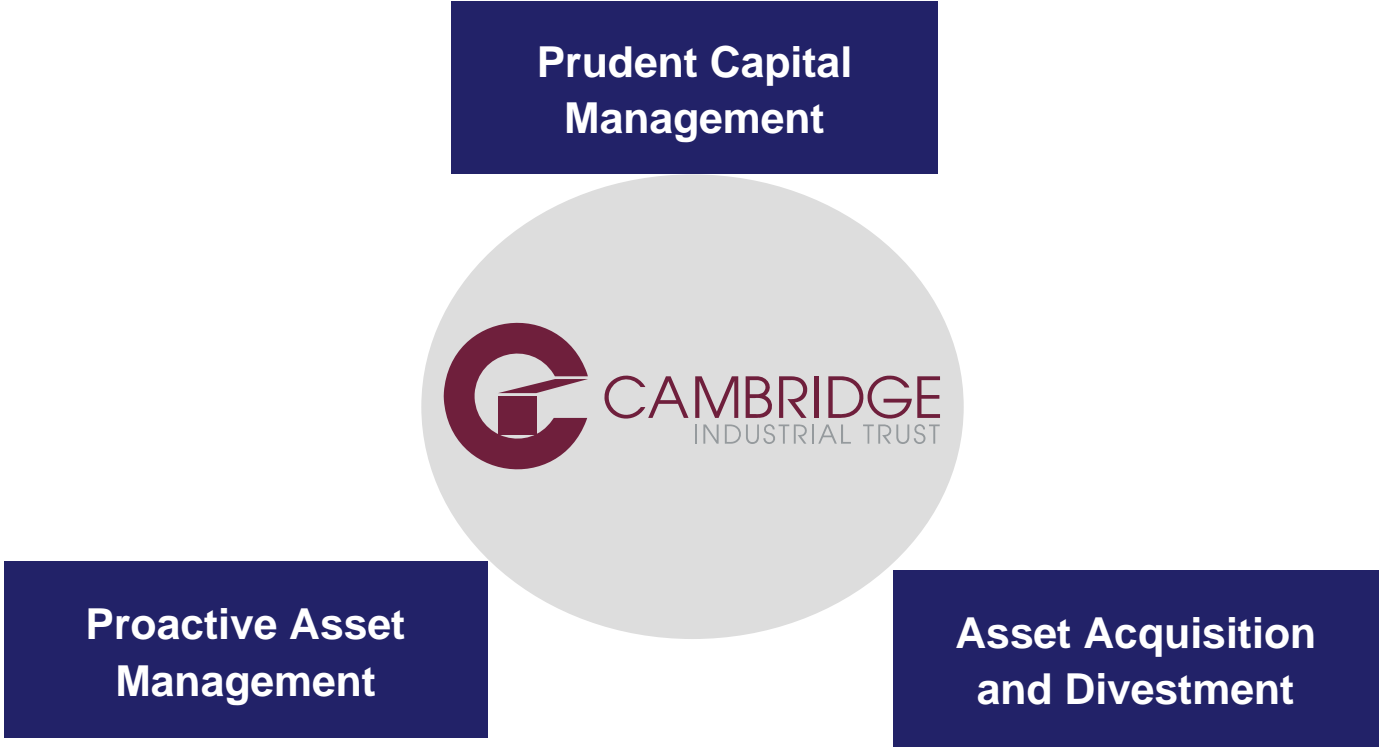 Prudent Capital
Management
CAMBRIDGE
INDUSTRIAL TRUST
Proactive Asset
Management
Asset Acquisition
and Divestment